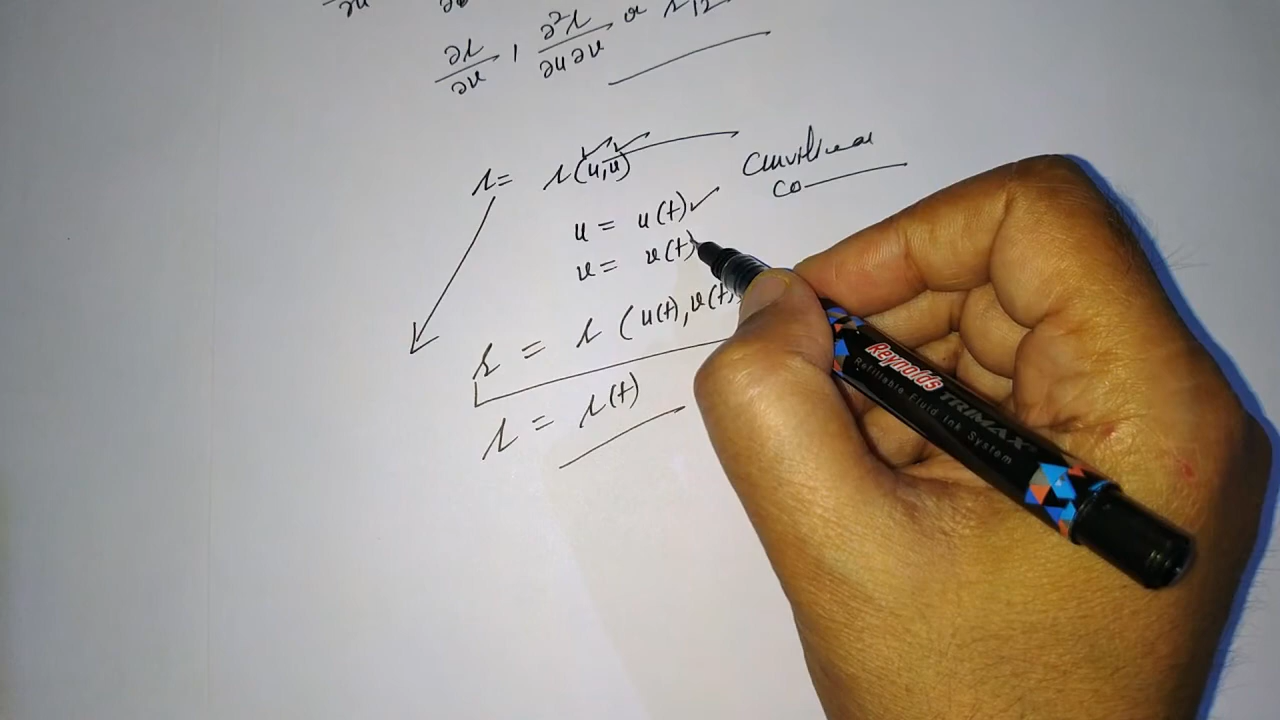 ∂u
∂r/∂v , ∂²r/∂u∂v or r₁₂
r = r(u,v)
Curvilinear
co
u = u(t)
v = v(t)
r = r (u(t), v(t)
r = r(t)
Reynolds TRIMAX
Refillable Fluid Ink System